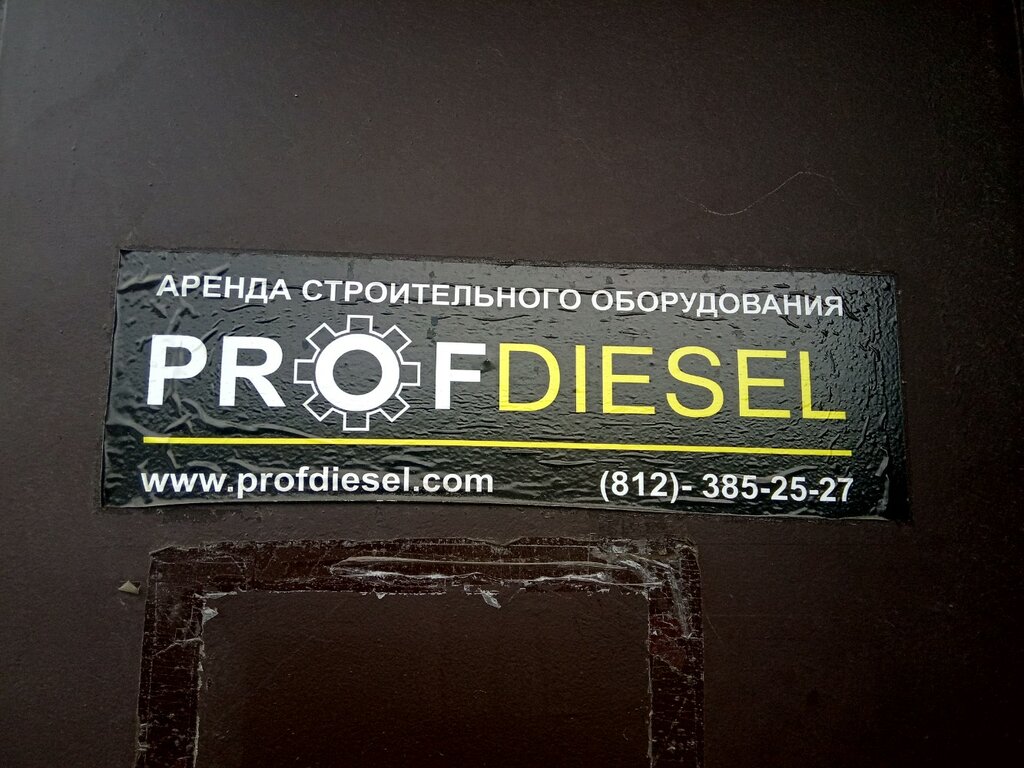 АРЕНДА СТРОИТЕЛЬНОГО ОБОРУДОВАНИЯ
PROFDIESEL
www.profdiesel.com (812)- 385-25-27